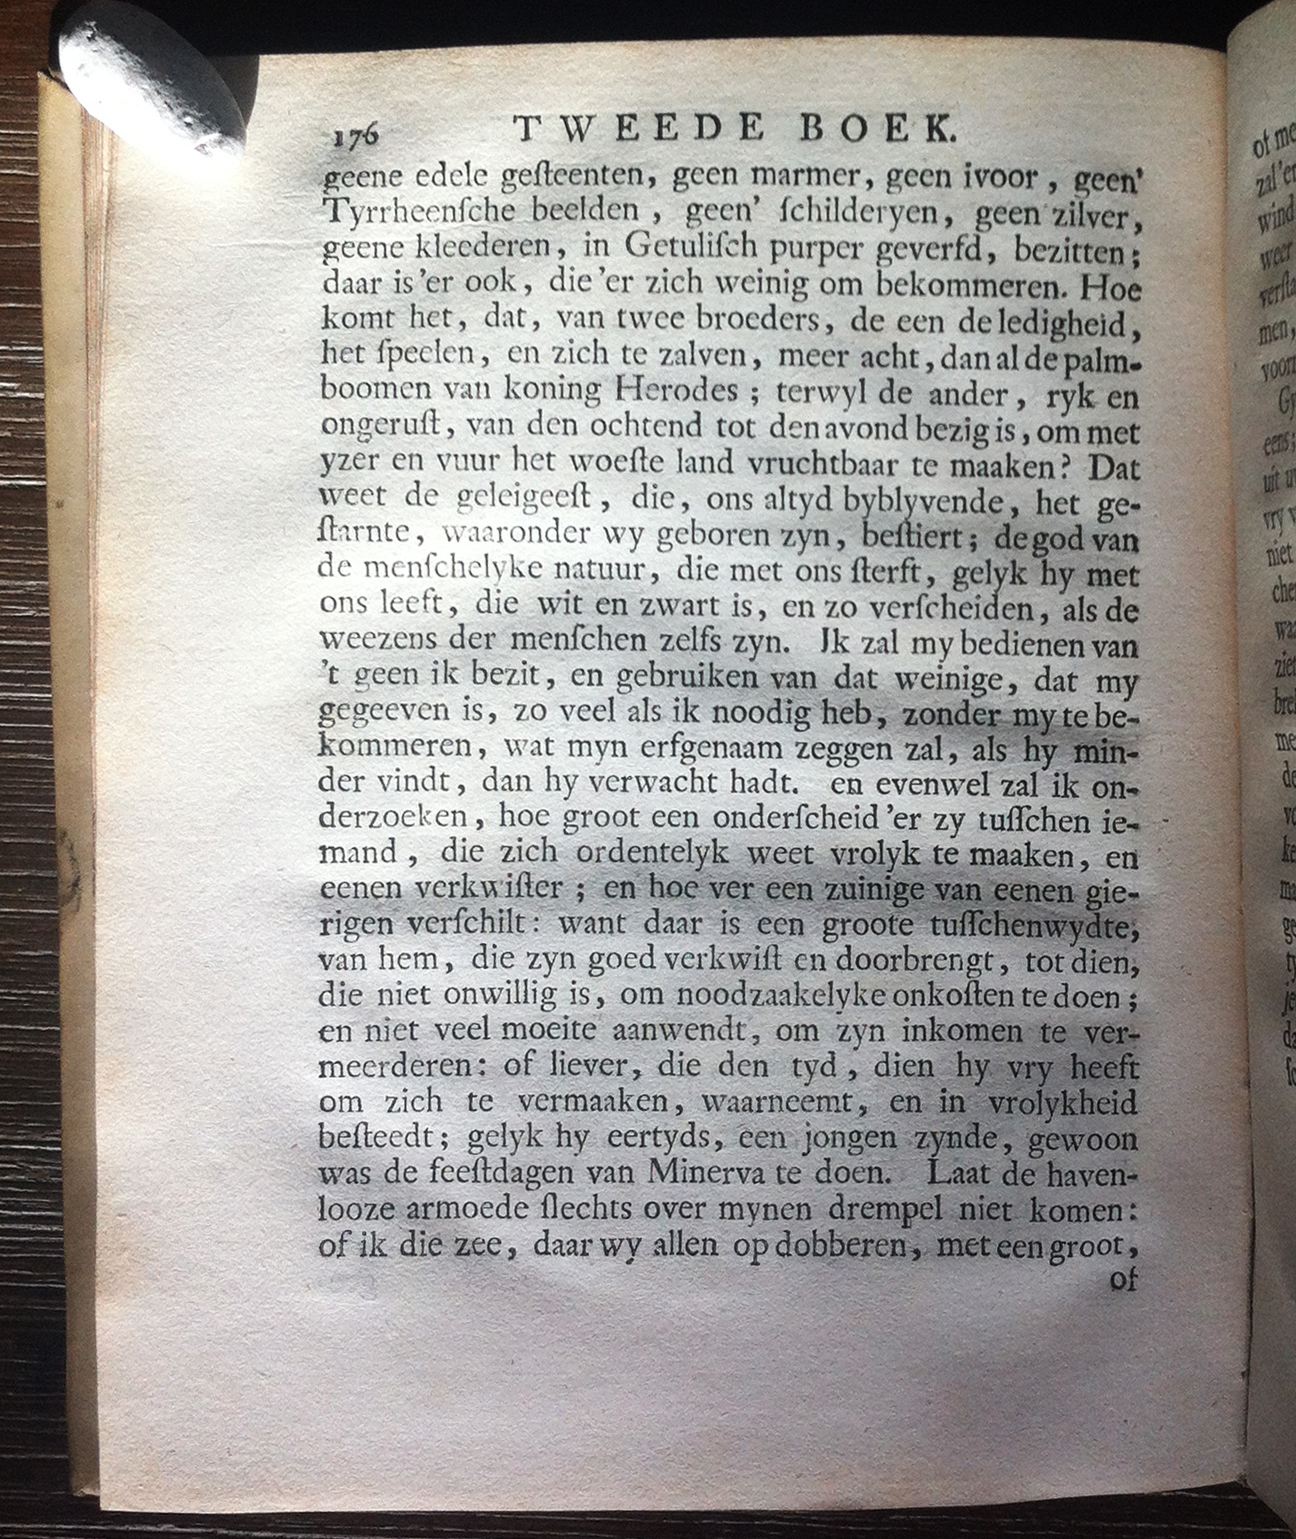 176 TWEEDE BOEK.
geene edele geſteenten, geen marmer, geen ivoor, geen'
Tyrrheenſche beelden, geen' ſchilderyen, geen zilver,
geene kleederen, in Getuliſch purper geverfd, bezitten;
daar is 'er ook, die 'er zich weinig om bekommeren. Hoe
komt het, dat, van twee broeders, de een de ledigheid,
het ſpeelen, en zich te zalven, meer acht, dan al de palm-
boomen van koning Herodes; terwyl de ander, ryk en
ongeruſt, van den ochtend tot den avond bezig is, om met
yzer en vuur het woeſte land vruchtbaar te maaken? Dat
weet de geleigeeſt, die, ons altyd byblyvende, het ge-
ſtarnte, waaronder wy geboren zyn, beſtiert; de god van
de menſchelyke natuur, die met ons ſterft, gelyk hy met
ons leeft, die wit en zwart is, en zo verſcheiden, als de
weezens der menſchen zelfs zyn. Jk zal my bedienen van
't geen ik bezit, en gebruiken van dat weinige, dat my
gegeeven is, zo veel als ik noodig heb, zonder my te be-
kommeren, wat myn erfgenaam zeggen zal, als hy min-
der vindt, dan hy verwacht hadt. en evenwel zal ik on-
derzoeken, hoe groot een onderſcheid 'er zy tuſſchen ie-
mand, die zich ordentelyk weet vrolyk te maaken, en
eenen verkwiſter; en hoe ver een zuinige van eenen gie-
rigen verſchilt: want daar is een groote tuſſchenwydte,
van hem, die zyn goed verkwiſt en doorbrengt, tot dien,
die niet onwillig is, om noodzaakelyke onkoſten te doen;
en niet veel moeite aanwendt, om zyn inkomen te ver-
meerderen: of liever, die den tyd, dien hy vry heeft
om zich te vermaaken, waarneemt, en in vrolykheid
beſteedt; gelyk hy eertyds, een jongen zynde, gewoon
was de feeſtdagen van Minerva te doen. Laat de haven-
looze armoede ſlechts over mynen drempel niet komen:
of ik die zee, daar wy allen op dobberen, met een groot,
of